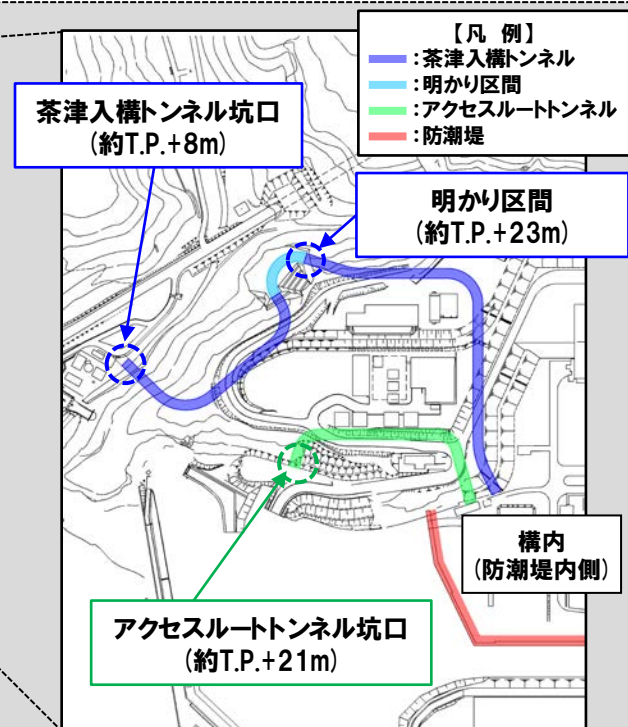 【凡 例】
:茶津入構トンネル
:明かり区間
:アクセスルートトンネル
:防潮堤
茶津入構トンネル坑口
(約T.P.+8m)
明かり区間
(約T.P.+23m)
構内
(防潮堤内側)
アクセスルートトンネル坑口
(約T.P.+21m)